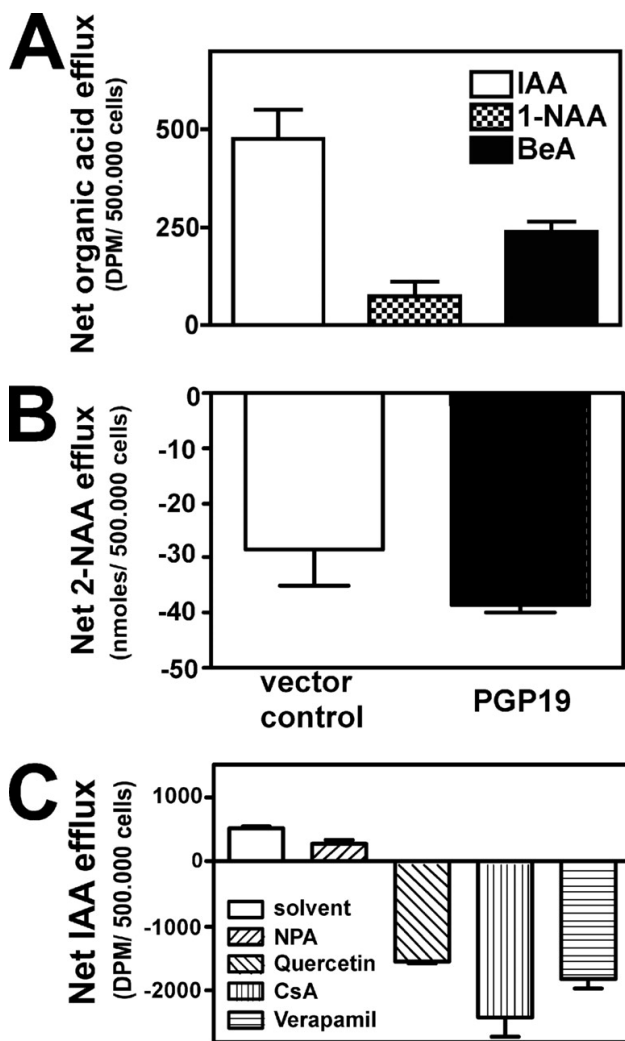 A
Net organic acid efflux
(DPM/ 500.000 cells)
500
250
0
IAA
1-NAA
BeA
B
Net 2-NAA efflux
(nmoles/ 500.000 cells)
0
-10
-20
-30
-40
-50
vector
control
PGP19
C
Net IAA efflux
(DPM/ 500.000 cells)
1000
0
-1000
-2000
solvent
NPA
Quercetin
CsA
Verapamil